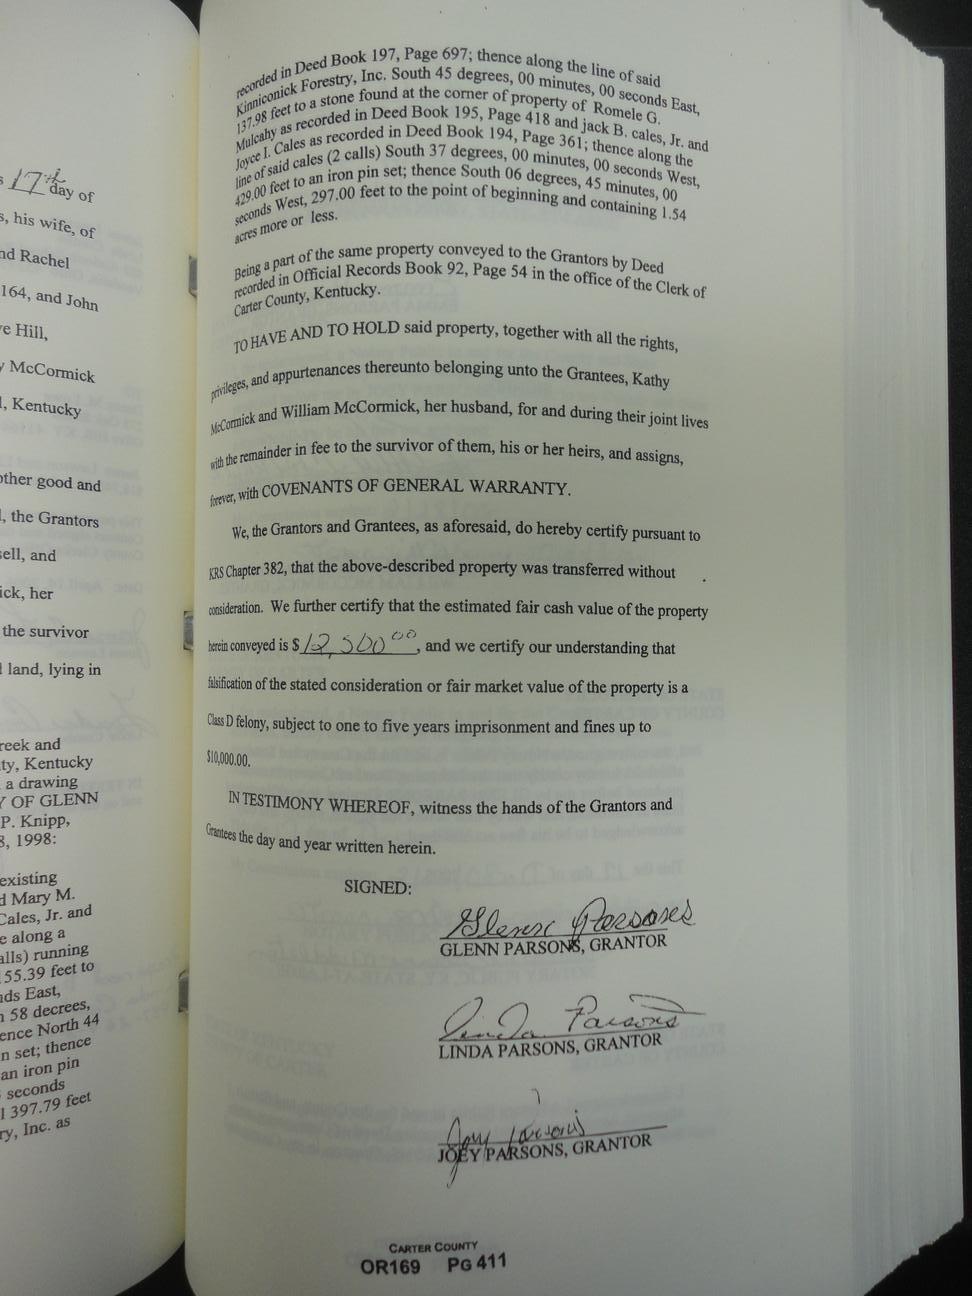 s 17th day of
s, his wife, of
nd Rachel
164, and John
e Hill,
y McCormick
l, Kentucky
other good and
l, the Grantors
sell, and
ick, her
the survivor
l land, lying in
reek and
ty, Kentucky
a drawing
Y OF GLENN
P. Knipp,
8, 1998:
existing
d Mary M.
Cales, Jr. and
e along a
alls) running
155.39 feet to
nds East,
n 58 decrees,
ence North 44
n set; thence
an iron pin
seconds
l 397.79 feet
ry, Inc. as
recorded in Deed Book 197, Page 697; thence along the line of said
Kinniconick Forestry, Inc. South 45 degrees, 00 minutes, 00 seconds East,
137.98 feet to a stone found at the corner of property of Romele G.
Mulcahy as recorded in Deed Book 195, Page 418 and jack B. cales, Jr. and
Joyce I. Cales as recorded in Deed Book 194, Page 361; thence along the
line of said cales (2 calls) South 37 degrees, 00 minutes, 00 seconds West,
429.00 feet to an iron pin set; thence South 06 degrees, 45 minutes, 00
seconds West, 297.00 feet to the point of beginning and containing 1.54
acres more or less.
Being a part of the same property conveyed to the Grantors by Deed
recorded in Official Records Book 92, Page 54 in the office of the Clerk of
Carter County, Kentucky.
TO HAVE AND TO HOLD said property, together with all the rights,
privileges, and appurtenances thereunto belonging unto the Grantees, Kathy
McCormick and William McCormick, her husband, for and during their joint lives
with the remainder in fee to the survivor of them, his or her heirs, and assigns,
forever, with COVENANTS OF GENERAL WARRANTY.
We, the Grantors and Grantees, as aforesaid, do hereby certify pursuant to
KRS Chapter 382, that the above-described property was transferred without
consideration. We further certify that the estimated fair cash value of the property
herein conveyed is $ 12,500.00, and we certify our understanding that
falsification of the stated consideration or fair market value of the property is a
Class D felony, subject to one to five years imprisonment and fines up to
$10,000.00.
IN TESTIMONY WHEREOF, witness the hands of the Grantors and
Grantees the day and year written herein.
SIGNED:
Glenn Parsons
GLENN PARSONS, GRANTOR
Linda Parsons
LINDA PARSONS, GRANTOR
Joey Parsons
JOEY PARSONS, GRANTOR
CARTER COUNTY
OR169 PG 411